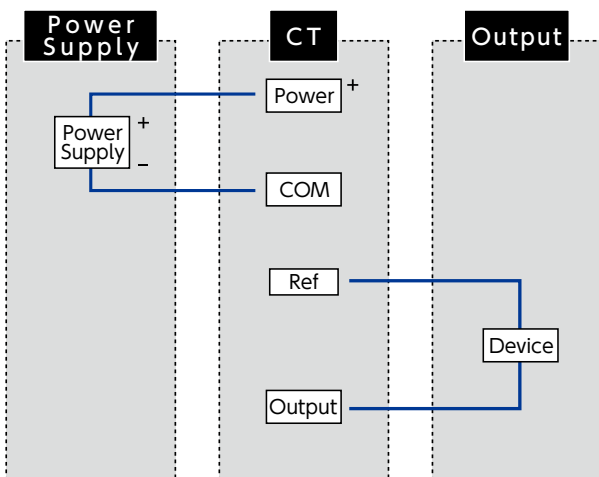 Power
Supply
CT
Output
Power +
Power
Supply
+
–
COM
Ref
Device
Output